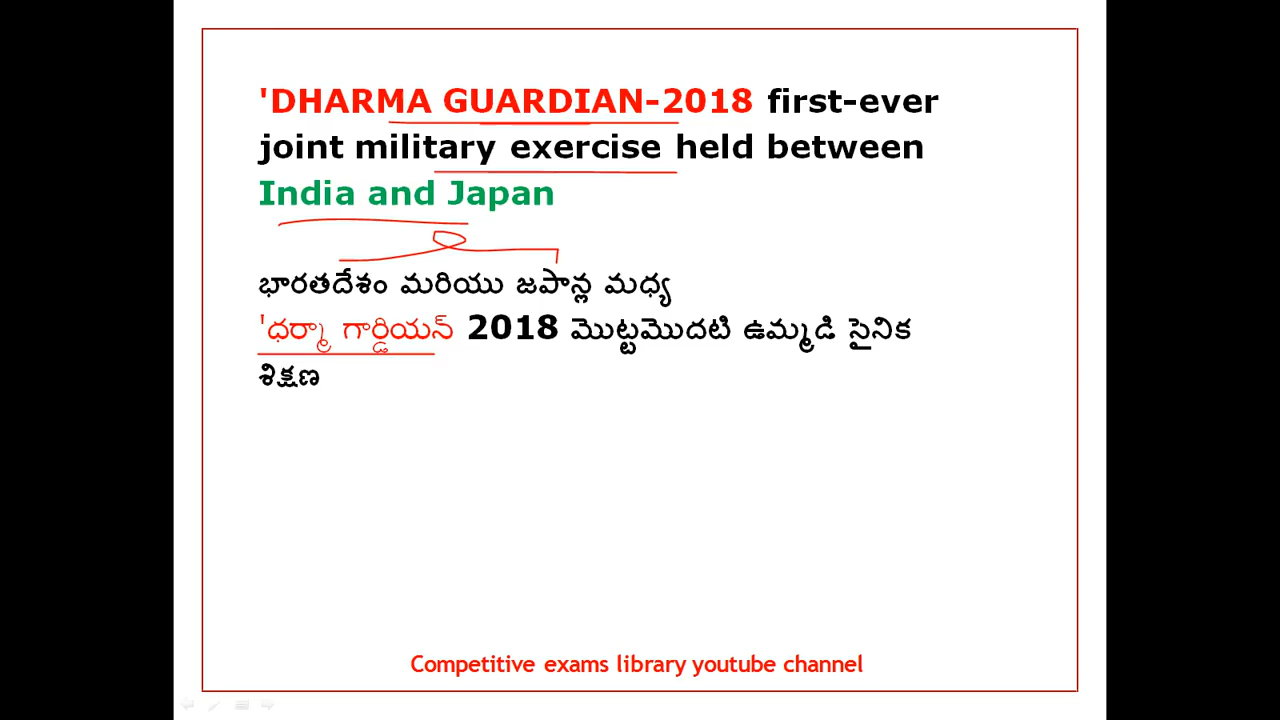 'DHARMA GUARDIAN-2018 first-ever
joint military exercise held between
India and Japan
భారతదేశం మరియు జపాన్ల మధ్య
'ధర్మా గార్డియన్ 2018 మొట్టమొదటి ఉమ్మడి సైనిక
శిక్షణ
Competitive exams library youtube channel